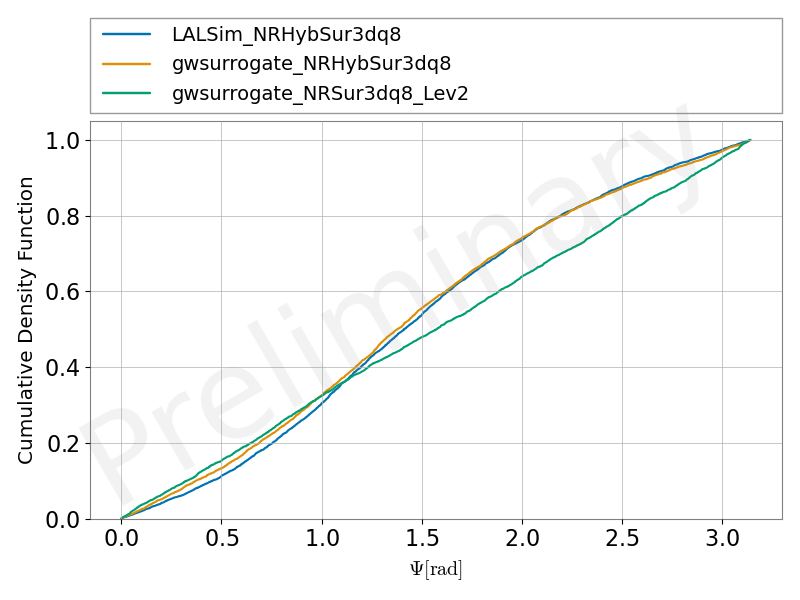 LALSim_NRHybSur3dq8
gwsurrogate_NRHybSur3dq8
gwsurrogate_NRSur3dq8_Lev2
Preliminary
Cumulative Density Function
1.0
0.8
0.6
0.4
0.2
0.0
0.0 0.5 1.0 1.5 2.0 2.5 3.0
Ψ[rad]